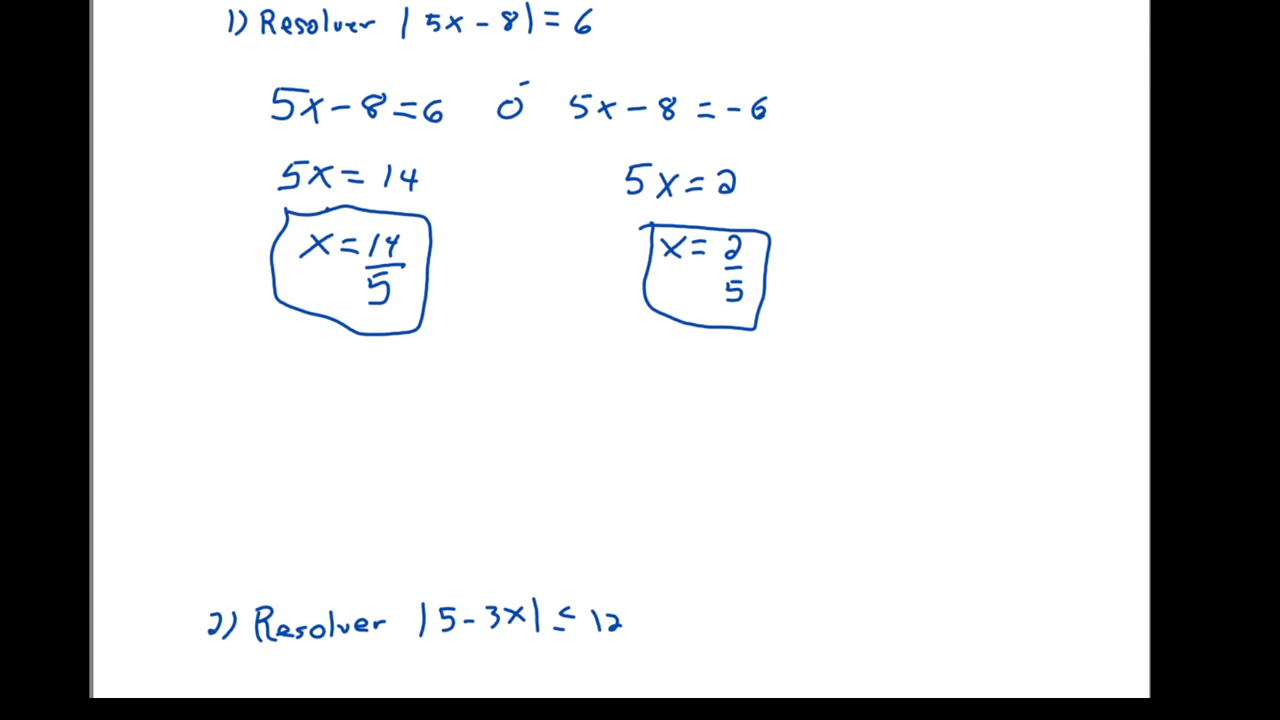 1) Resolver |5x - 8| = 6
5x - 8 = 6 ó 5x - 8 = -6
5x = 14 5x = 2
x = 14/5 x = 2/5
2) Resolver |5 - 3x| ≤ 12